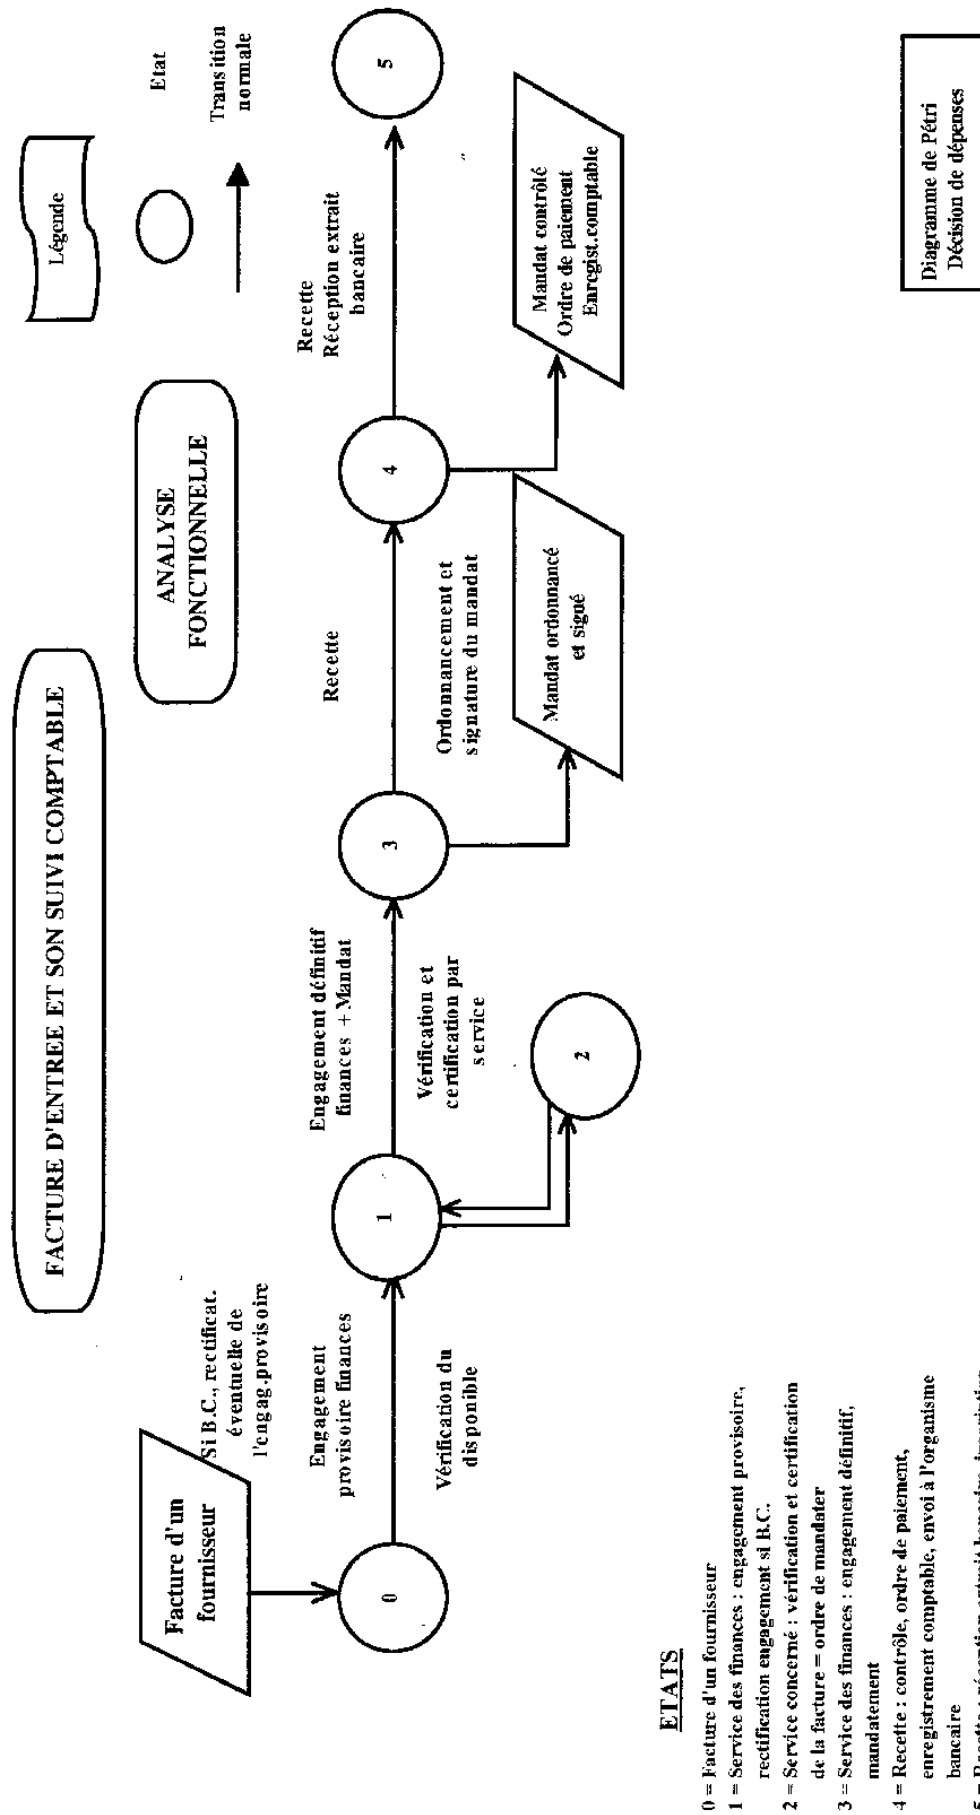 FACTURE D'ENTREE ET SON SUIVI COMPTABLE
Légende
ANALYSE
FONCTIONNELLE
Etat
Transition
normale
Facture d'un
fournisseur
Si B.C., rectificat.
éventuelle de
l'engag.provisoire
Engagement
provisoire finances
Vérification du
disponible
Engagement définitif
finances + Mandat
Vérification et
certification par
service
Recette
Ordonnancement et
signature du mandat
Recette
Réception extrait
bancaire
0
1
2
3
4
5
Mandat ordonnancé
et signé
Mandat contrôlé
Ordre de paiement
Enregist.comptable
ETATS
0 = Facture d'un fournisseur
1 = Service des finances : engagement provisoire,
rectification engagement si B.C.
2 = Service concerné : vérification et certification
de la facture = ordre de mandater
3 = Service des finances : engagement définitif,
mandatement
4 = Recette : contrôle, ordre de paiement,
enregistrement comptable, envoi à l'organisme
bancaire
5 = Recette : réception extrait bancaire,
Diagramme de Pétri
Décision de dépenses